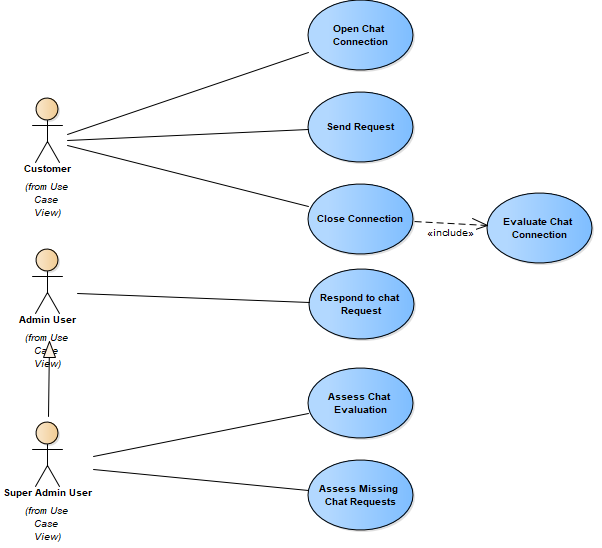 Open Chat
Connection
Send Request
Customer
(from Use
Case
View)
Close Connection
«include»
Evaluate Chat
Connection
Admin User
(from Use
Case
View)
Respond to chat
Request
Assess Chat
Evaluation
Super Admin User
(from Use
Case
View)
Assess Missing
Chat Requests